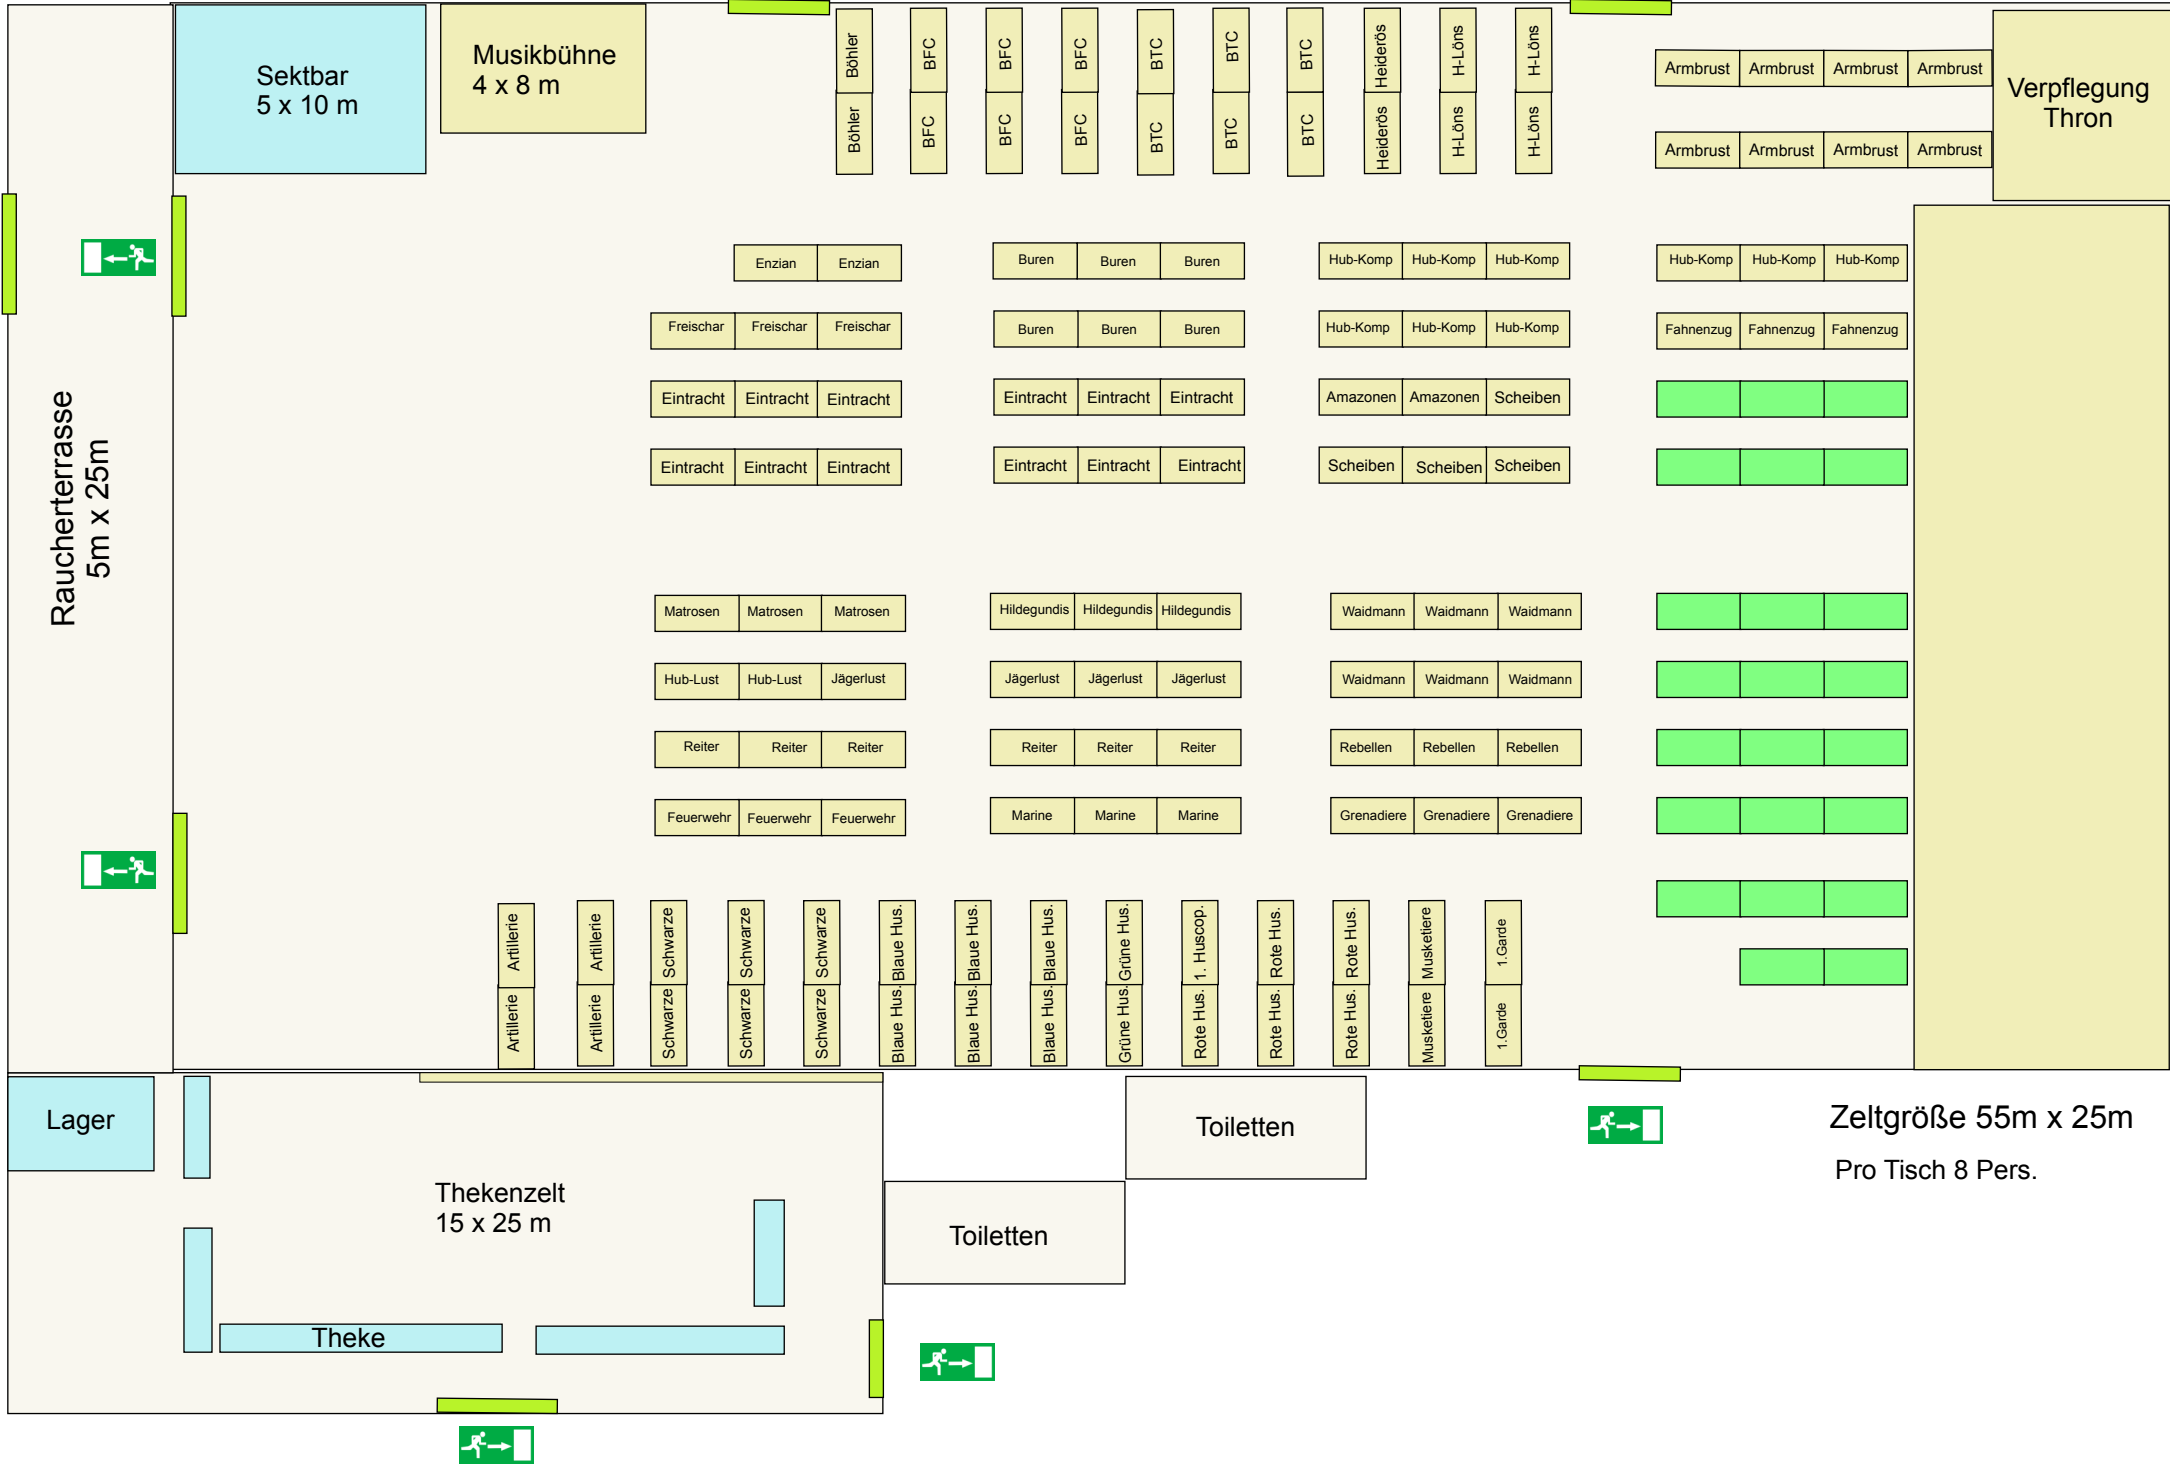 Sektbar
5 x 10 m
Musikbühne
4 x 8 m
Böhler BFC BFC BFC BTC BTC BTC Heiderös H-Löns H-Löns
Böhler BFC BFC BFC BTC BTC BTC Heiderös H-Löns H-Löns
Armbrust Armbrust Armbrust Armbrust
Armbrust Armbrust Armbrust Armbrust
Verpflegung
Thron
Enzian Enzian Buren Buren Buren Hub-Komp Hub-Komp Hub-Komp Hub-Komp Hub-Komp Hub-Komp
Freischar Freischar Freischar Buren Buren Buren Hub-Komp Hub-Komp Hub-Komp Fahnenzug Fahnenzug Fahnenzug
Eintracht Eintracht Eintracht Eintracht Eintracht Eintracht Amazonen Amazonen Scheiben
Eintracht Eintracht Eintracht Eintracht Eintracht Eintracht Scheiben Scheiben Scheiben
Raucherterrasse
5m x 25m
Matrosen Matrosen Matrosen Hildegundis Hildegundis Hildegundis Waidmann Waidmann Waidmann
Hub-Lust Hub-Lust Jägerlust Jägerlust Jägerlust Jägerlust Waidmann Waidmann Waidmann
Reiter Reiter Reiter Reiter Reiter Reiter Rebellen Rebellen Rebellen
Feuerwehr Feuerwehr Feuerwehr Marine Marine Marine Grenadiere Grenadiere Grenadiere
Artillerie Artillerie Schwarze Schwarze Schwarze Blaue Hus. Blaue Hus. Blaue Hus. Grüne Hus. 1. Huscop. Rote Hus. Rote Hus. Musketiere 1.Garde
Artillerie Artillerie Schwarze Schwarze Schwarze Blaue Hus. Blaue Hus. Blaue Hus. Grüne Hus. Rote Hus. Rote Hus. Rote Hus. Musketiere 1.Garde
Lager
Toiletten
Zeltgröße 55m x 25m
Pro Tisch 8 Pers.
Thekenzelt
15 x 25 m
Toiletten
Theke